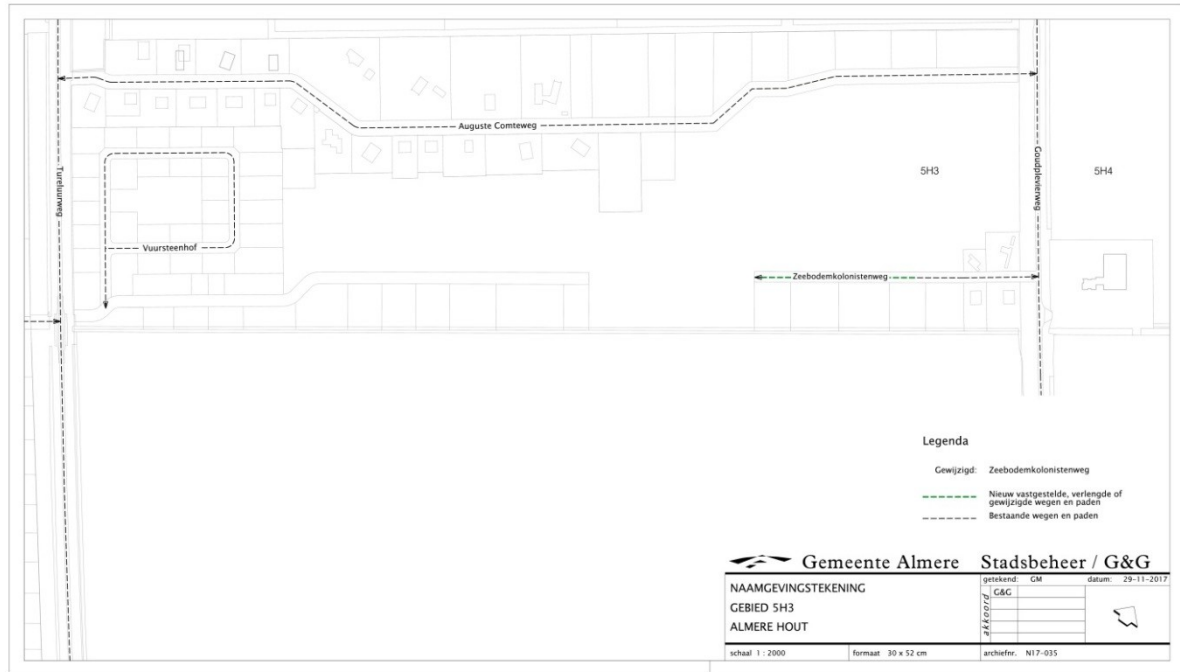 Auguste Comteweg
Tureluurweg
Goudplevierweg
5H3
5H4
Vuursteenhof
Zeebodemkolonistenweg
Legenda
Gewijzigd: Zeebodemkolonistenweg
Nieuw vastgestelde, verlengde of
gewijzigde wegen en paden
Bestaande wegen en paden
Gemeente Almere Stadsbeheer / G&G
NAAMGEVINGSTEKENING
GEBIED 5H3
ALMERE HOUT
getekend: GM datum: 29-11-2017
akkoord
G&G
schaal 1 : 2000 formaat 30 x 52 cm archiefnr. N17-035